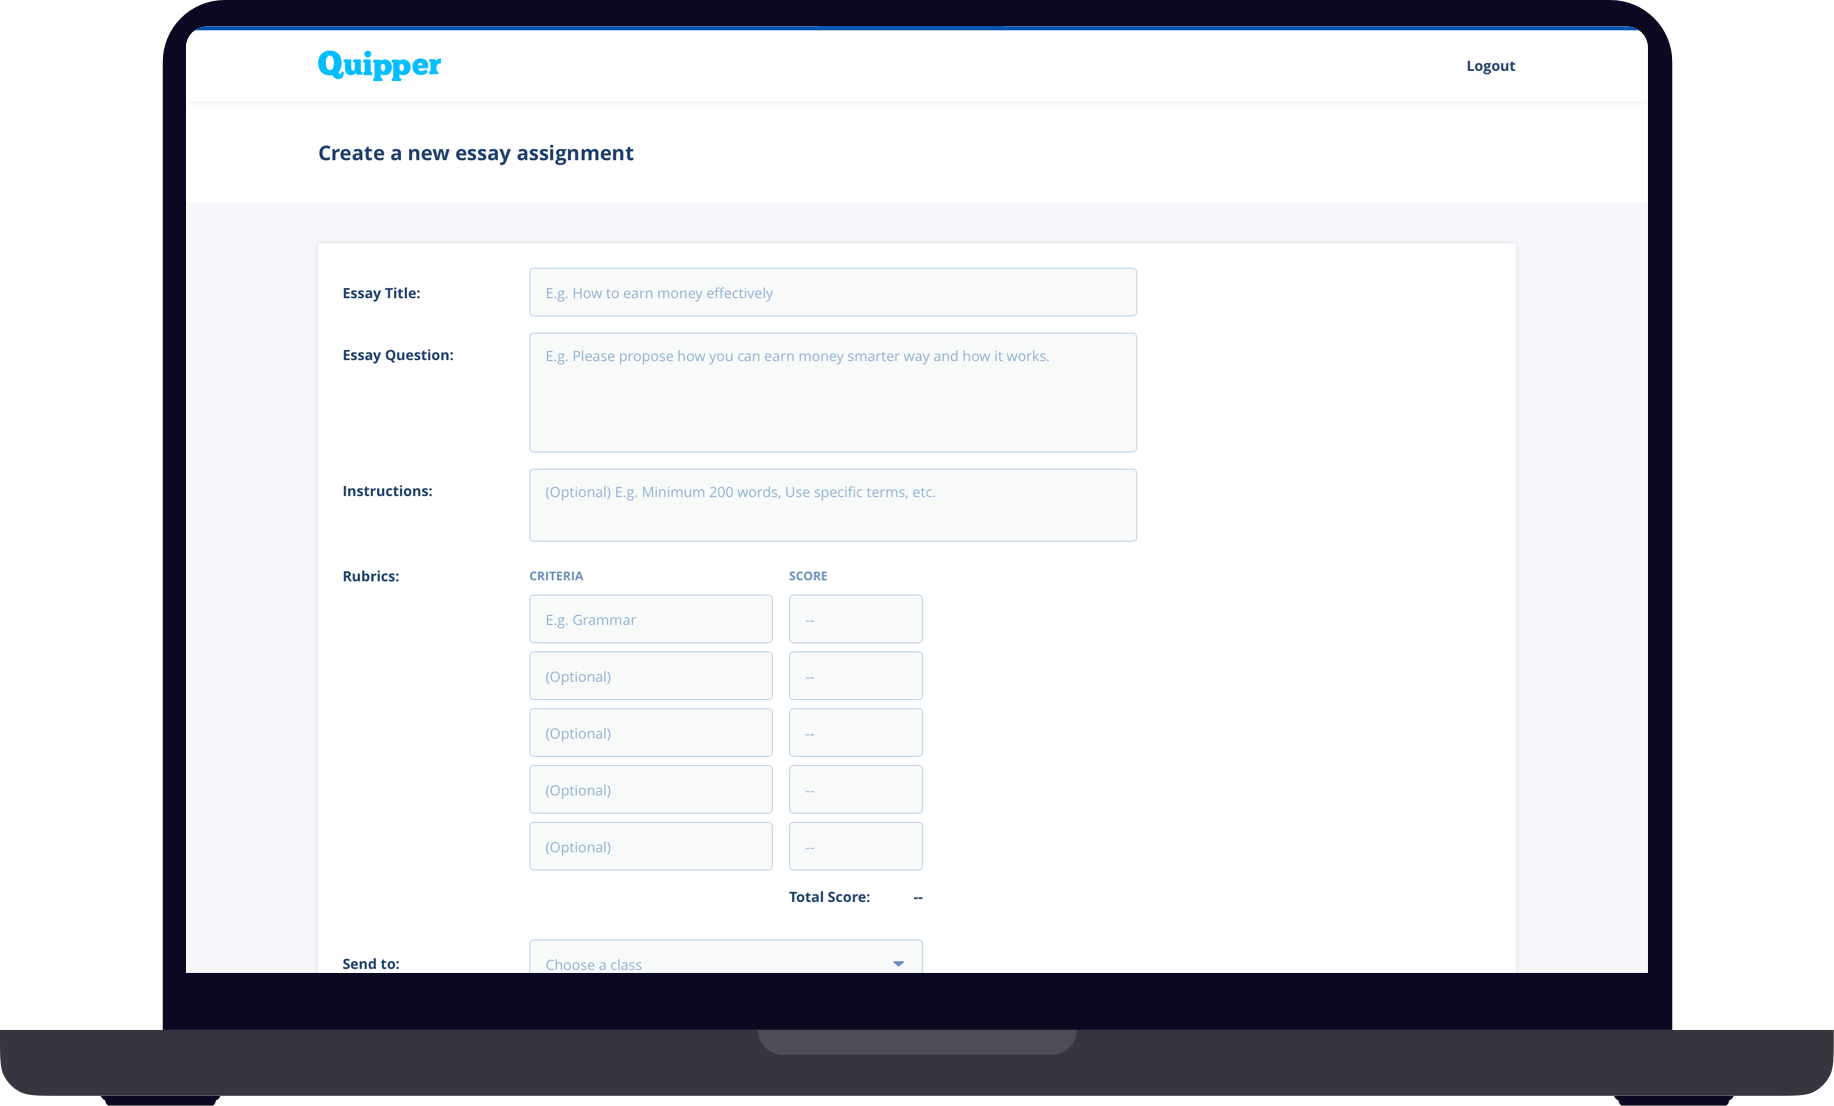 Quipper
Logout
Create a new essay assignment
Essay Title:
E.g. How to earn money effectively
Essay Question:
E.g. Please propose how you can earn money smarter way and how it works.
Instructions:
(Optional) E.g. Minimum 200 words, Use specific terms, etc.
Rubrics:
CRITERIA
SCORE
E.g. Grammar
--
(Optional)
--
(Optional)
--
(Optional)
--
(Optional)
--
Total Score: --
Send to:
Choose a class